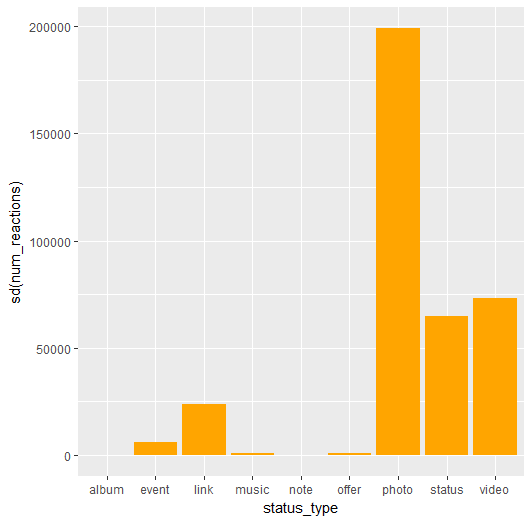 200000
150000
100000
50000
0
sd(num_reactions)
album event link music note offer photo status video
status_type